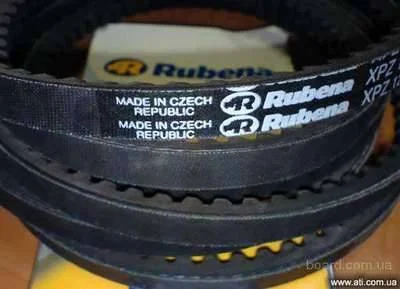 Rubena
MADE IN CZECH
REPUBLIC
Rubena
XPZ
MADE IN CZECH
REPUBLIC
Rubena
XPZ
board.com.ua
www.ati.com.ua